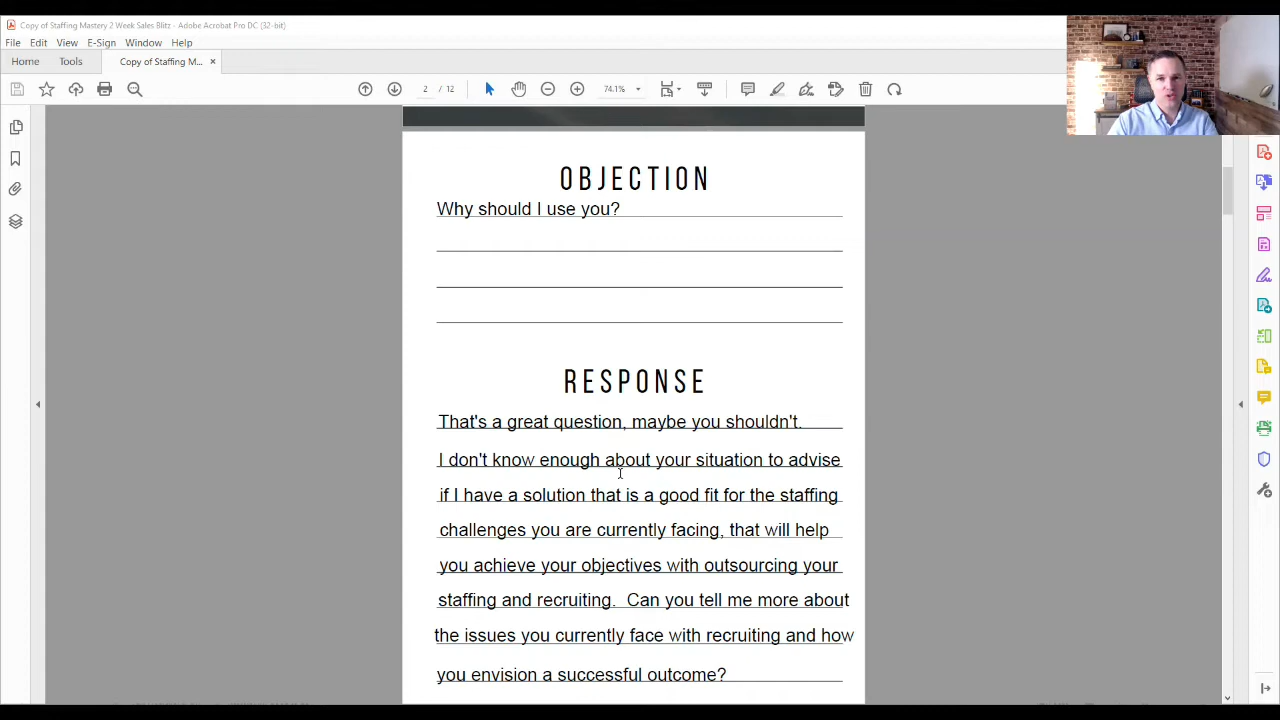 Copy of Staffing Mastery 2 Week Sales Blitz - Adobe Acrobat Pro DC (32-bit)
File Edit View E-Sign Window Help
Home Tools Copy of Staffing M... ×
12 74.1%
OBJECTION
Why should I use you?
RESPONSE
That's a great question, maybe you shouldn't.
I don't know enough about your situation to advise
if I have a solution that is a good fit for the staffing
challenges you are currently facing, that will help
you achieve your objectives with outsourcing your
staffing and recruiting. Can you tell me more about
the issues you currently face with recruiting and how
you envision a successful outcome?